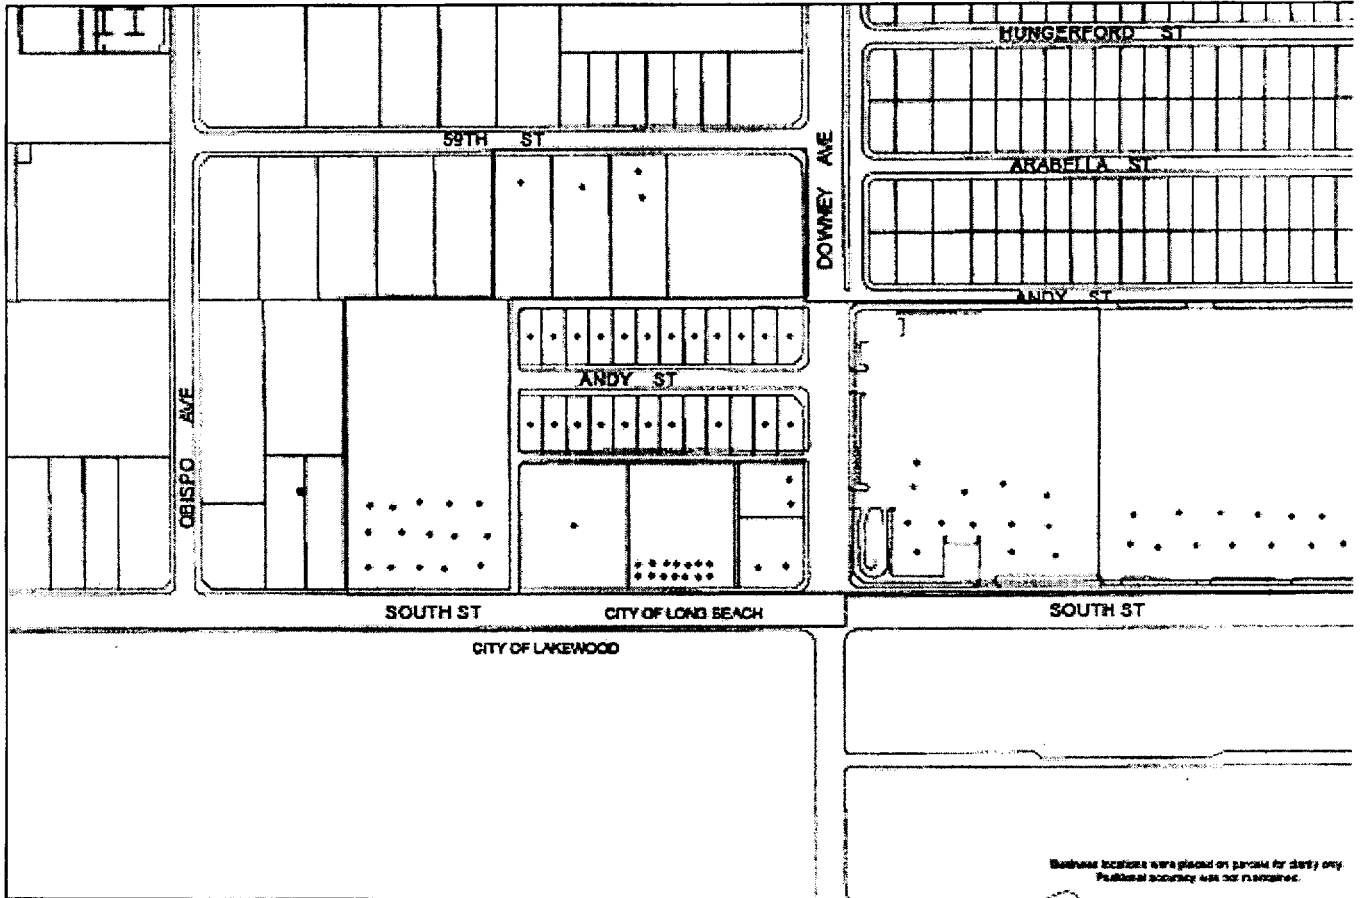 HUNGERFORD ST
59TH ST
DOWNEY AVE
ARABELLA ST
ANDY ST
ANDY ST
OBISPO AVE
SOUTH ST
CITY OF LONG BEACH
SOUTH ST
CITY OF LAKEWOOD
Business locations were placed on parcels for clarity only.
Positional accuracy was not maintained.